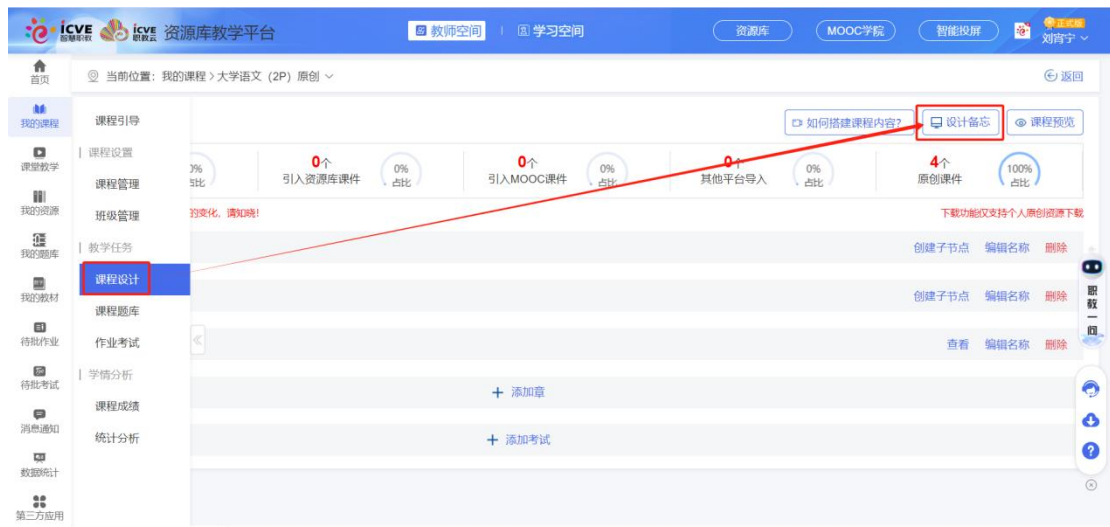 icve 智慧职教 icve 职教云 资源库教学平台 教师空间 学习空间 资源库 MOOC学院 智能投屏 正式版 刘宵宁
首页 当前位置：我的课程>大学语文（2P）原创 返回
我的课程
课堂教学
我的资源
我的题库
我的教材
待批作业
待批考试
消息通知
数据统计
第三方应用
课程引导
课程设置
课程管理
班级管理
教学任务
课程设计
课程题库
作业考试
学情分析
课程成绩
统计分析
如何搭建课程内容? 设计备忘 课程预览
0% 占比 0个 引入资源库课件 0% 占比 0个 引入MOOC课件 0% 占比 0个 其他平台导入 0% 占比 4个 原创课件 100% 占比
的变化，请知晓! 下载功能仅支持个人原创资源下载
创建子节点 编辑名称 删除
创建子节点 编辑名称 删除
查看 编辑名称 删除
+ 添加章
+ 添加考试
职教一问